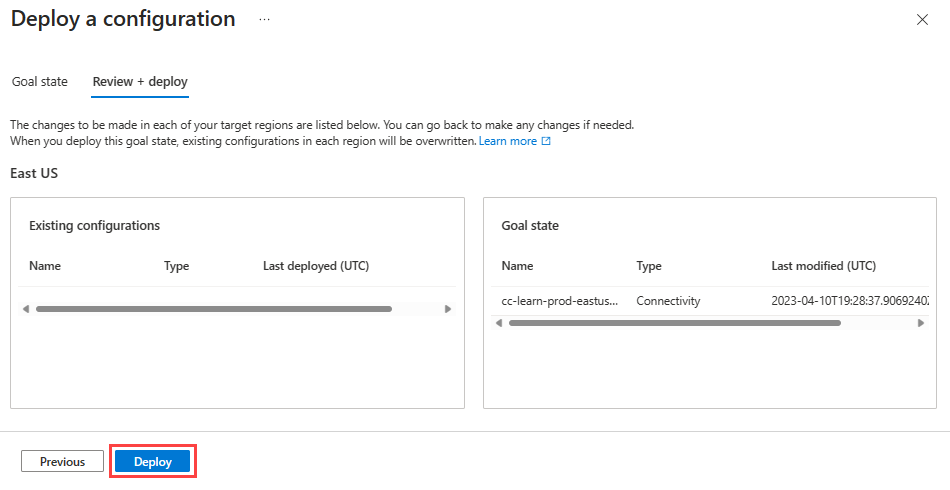 Deploy a configuration ...
Goal state Review + deploy
The changes to be made in each of your target regions are listed below. You can go back to make any changes if needed.
When you deploy this goal state, existing configurations in each region will be overwritten. Learn more
East US
Existing configurations
Name Type Last deployed (UTC)
Goal state
Name Type Last modified (UTC)
cc-learn-prod-eastus... Connectivity 2023-04-10T19:28:37.9069240
Previous Deploy